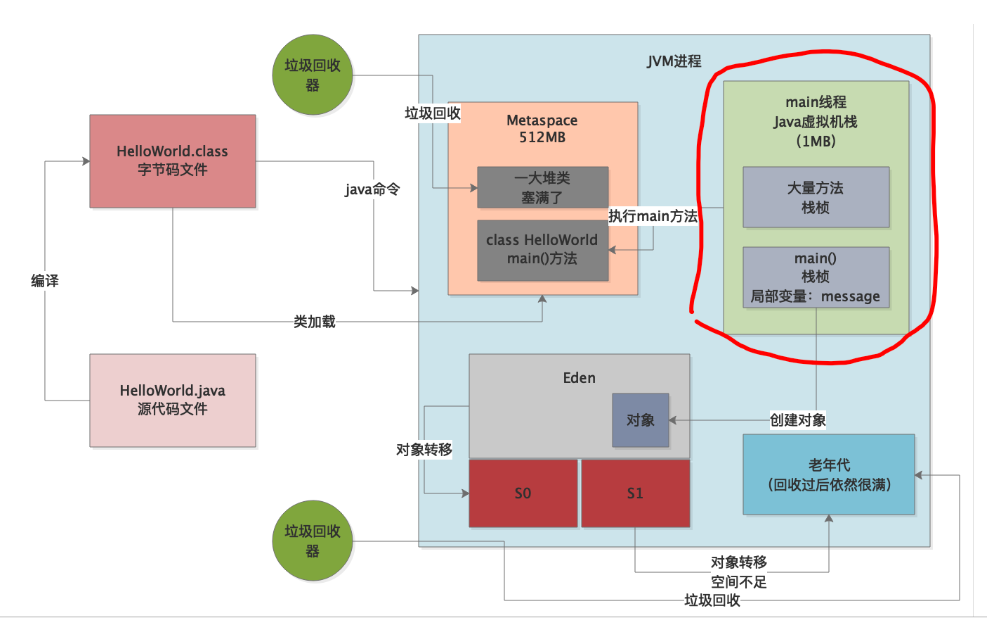 垃圾回收
器
JVM进程
main线程
Java虚拟机栈
（1MB）
垃圾回收
Metaspace
512MB
HelloWorld.class
字节码文件
java命令
一大堆类
塞满了
大量方法
栈桢
执行main方法
class HelloWorld
main()方法
main()
栈桢
局部变量：message
编译
类加载
HelloWorld.java
源代码文件
Eden
对象
创建对象
对象转移
老年代
（回收过后依然很满）
S0
S1
垃圾回收
器
对象转移
空间不足
垃圾回收